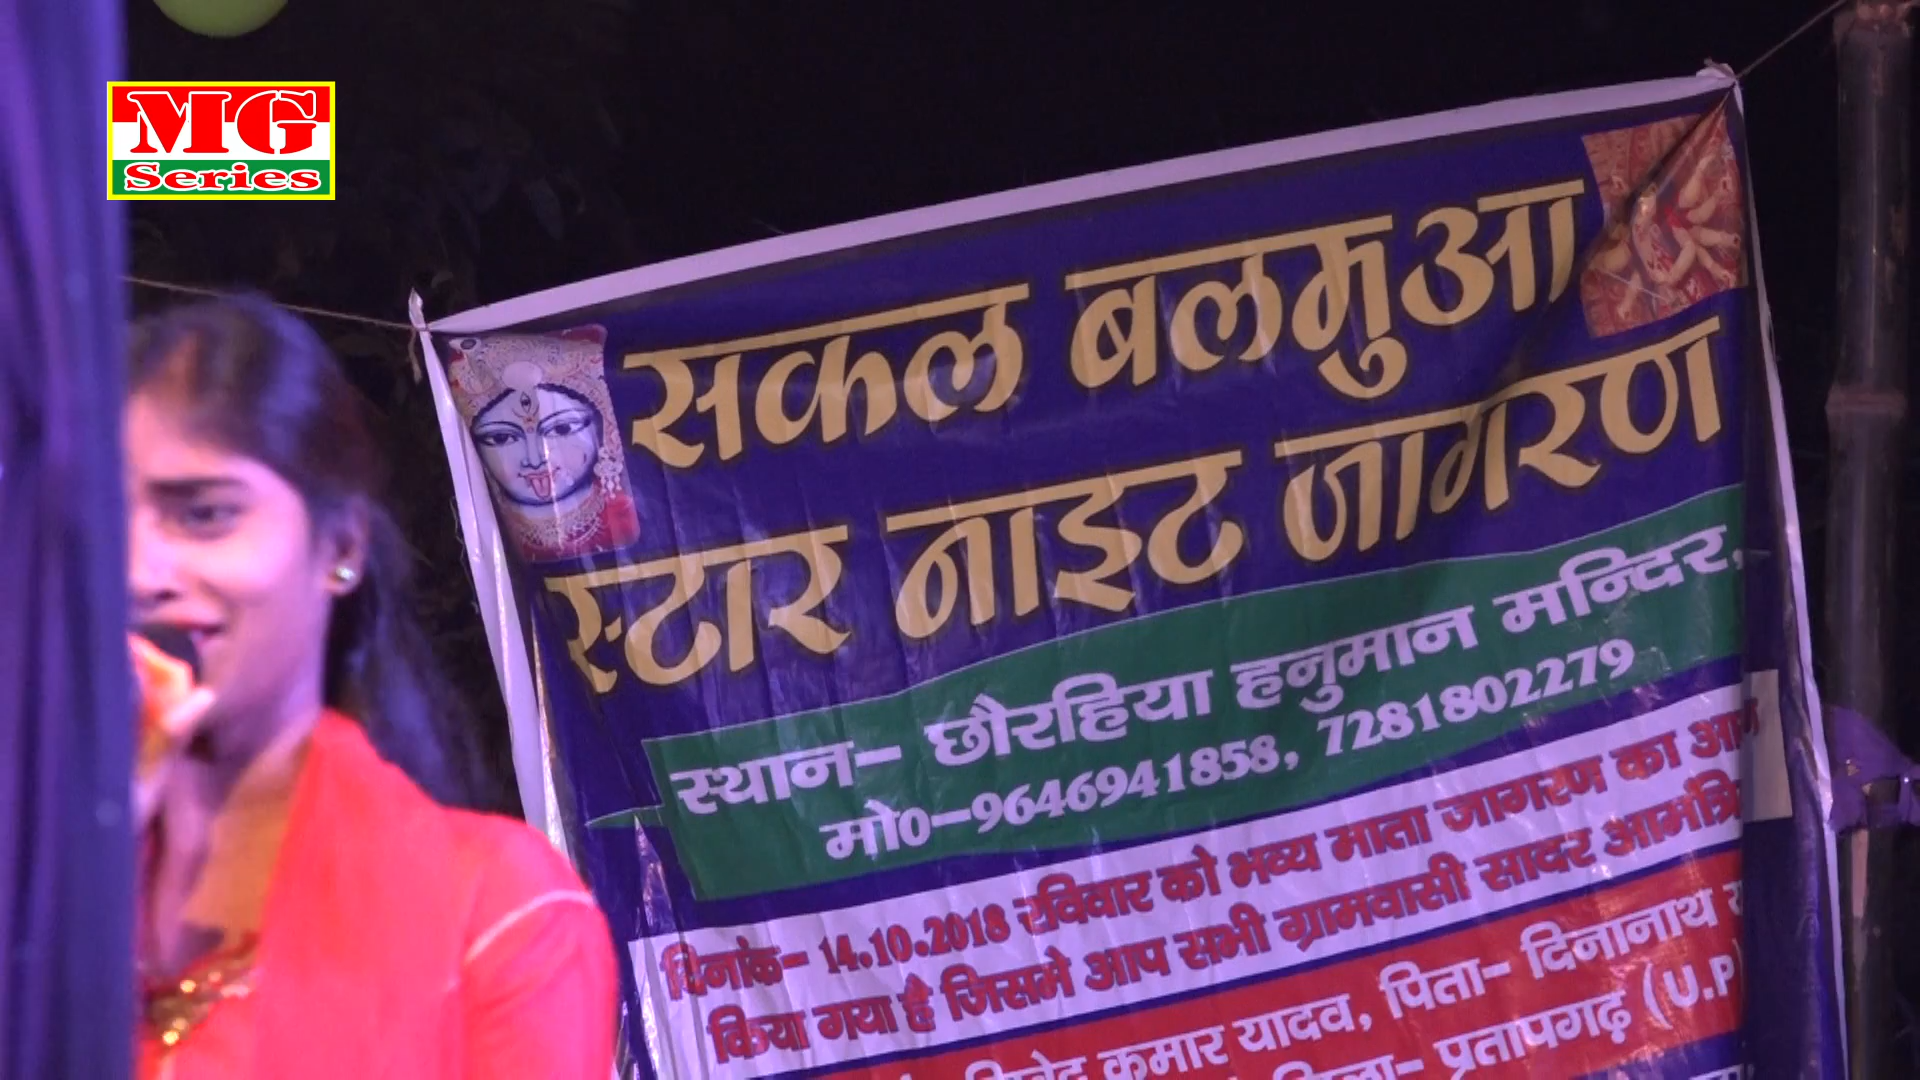 MG
Series
सकल बलमुआ
स्टार नाइट जागरण
स्थान- छौरहिया हनुमान मन्दिर,
मो0-9646941858, 7281802279
दिनांक- 14.10.2018 रविवार को भव्य माता जागरण का
किया गया है जिसमे आप सभी ग्रामवासी सादर
कुमार यादव, पिता- दिनानाथ
जिला- प्रतापगढ़ (U.P)